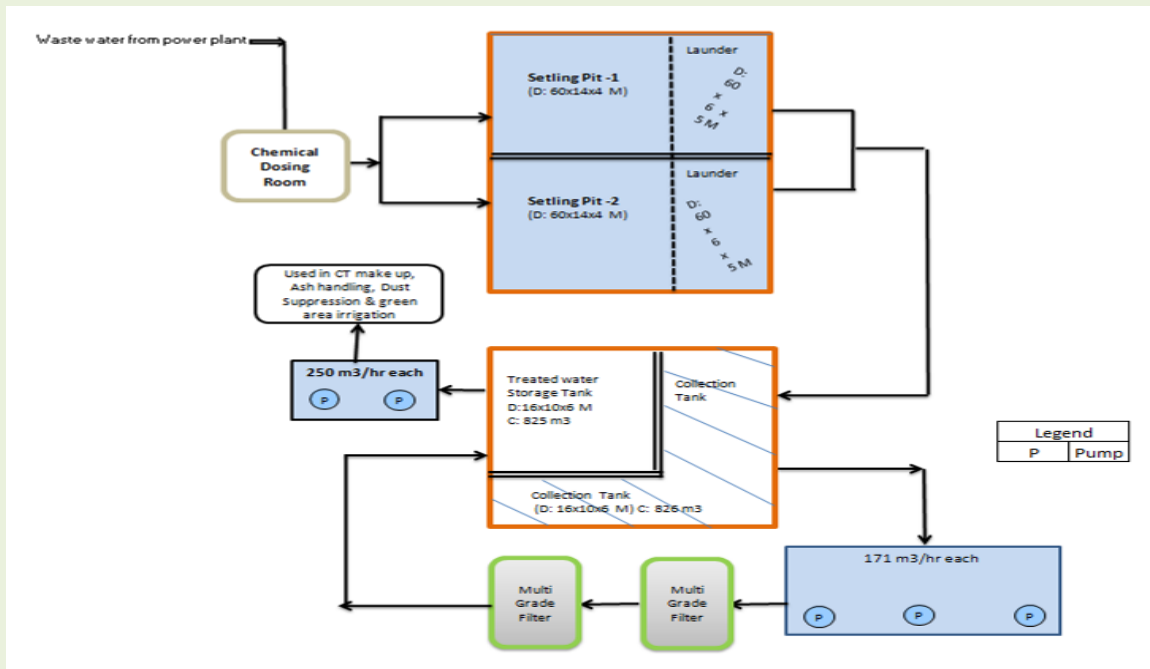 Waste water from power plant
Chemical
Dosing
Room
Setling Pit -1
(D: 60x14x4 M)
Launder
D:
60
x
6 x
5 M
Setling Pit -2
(D: 60x14x4 M)
Launder
D:
60
x
6
x
5 M
Used in CT make up,
Ash handling, Dust
Suppression & green
area irrigation
250 m3/hr each
P
P
Treated water
Storage Tank
D:16x10x6 M
C: 825 m3
Collection
Tank
Collection Tank
(D: 16x10x6 M) C: 826 m3
Legend
P Pump
171 m3/hr each
P
P
P
Multi
Grade
Filter
Multi
Grade
Filter